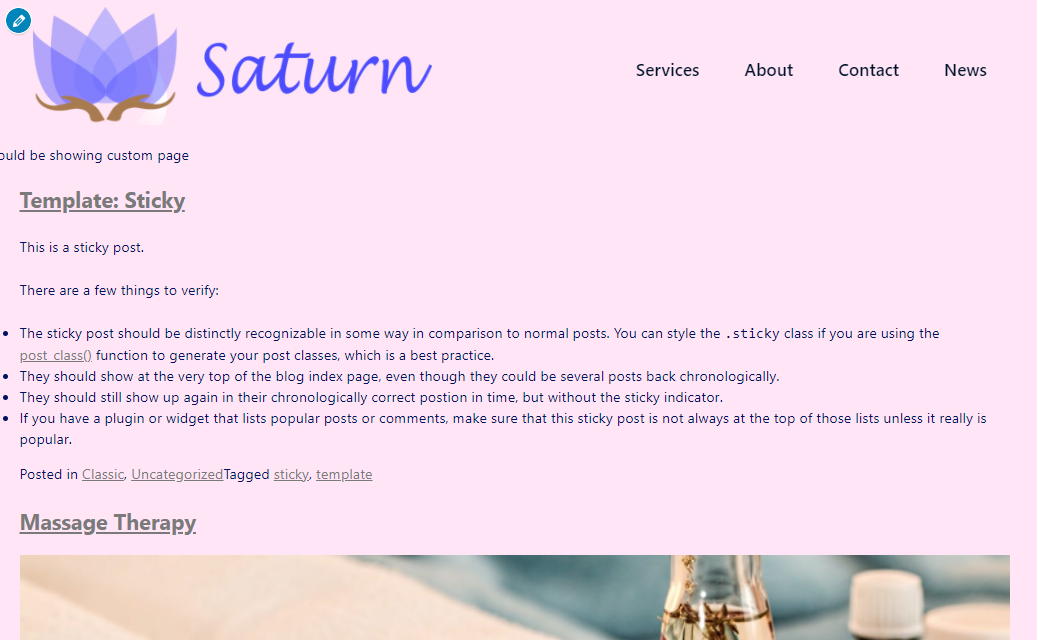 Saturn
Services About Contact News
ould be showing custom page
Template: Sticky
This is a sticky post.
There are a few things to verify:
The sticky post should be distinctly recognizable in some way in comparison to normal posts. You can style the .sticky class if you are using the
post_class() function to generate your post classes, which is a best practice.
They should show at the very top of the blog index page, even though they could be several posts back chronologically.
They should still show up again in their chronologically correct postion in time, but without the sticky indicator.
If you have a plugin or widget that lists popular posts or comments, make sure that this sticky post is not always at the top of those lists unless it really is
popular.
Posted in Classic, UncategorizedTagged sticky, template
Massage Therapy